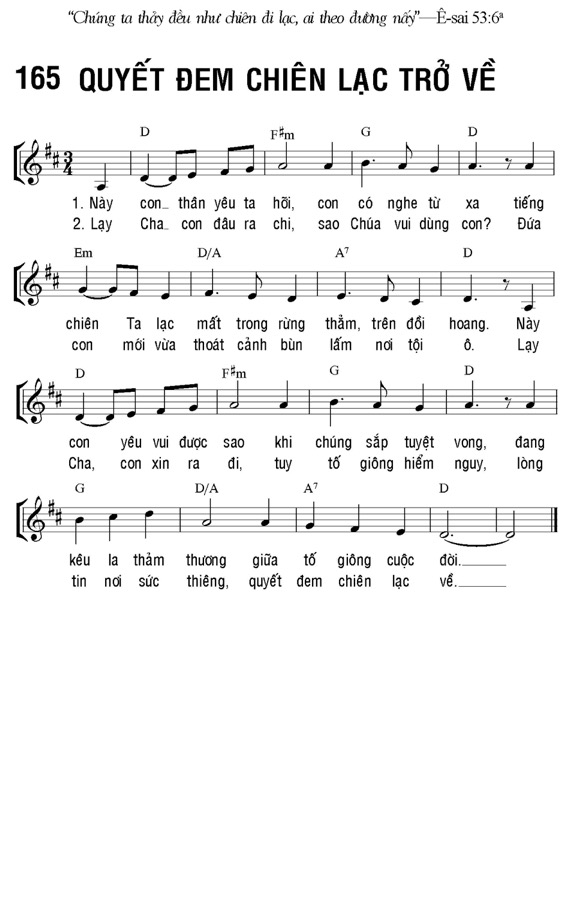 “Chúng ta thảy đều như chiên đi lạc, ai theo đường nấy”—Ê-sai 53:6ª
165 QUYẾT ĐEM CHIÊN LẠC TRỞ VỀ
D F#m G D
3
4
1. Này con thân yêu ta hỡi, con có nghe từ xa tiếng
2. Lạy Cha con đâu ra chi, sao Chúa vui dùng con? Đứa
Em D/A A7 D
chiên Ta lạc mất trong rừng thẳm, trên đồi hoang. Này
con mới vừa thoát cảnh bùn lấm nơi tội ô. Lạy
D F#m G D
con yêu vui được sao khi chúng sắp tuyệt vong, đang
Cha, con xin ra đi, tuy tố giông hiểm nguy, lòng
G D/A A7 D
kêu la thảm thương giữa tố giông cuộc đời.
tin nơi sức thiêng, quyết đem chiên lạc về.